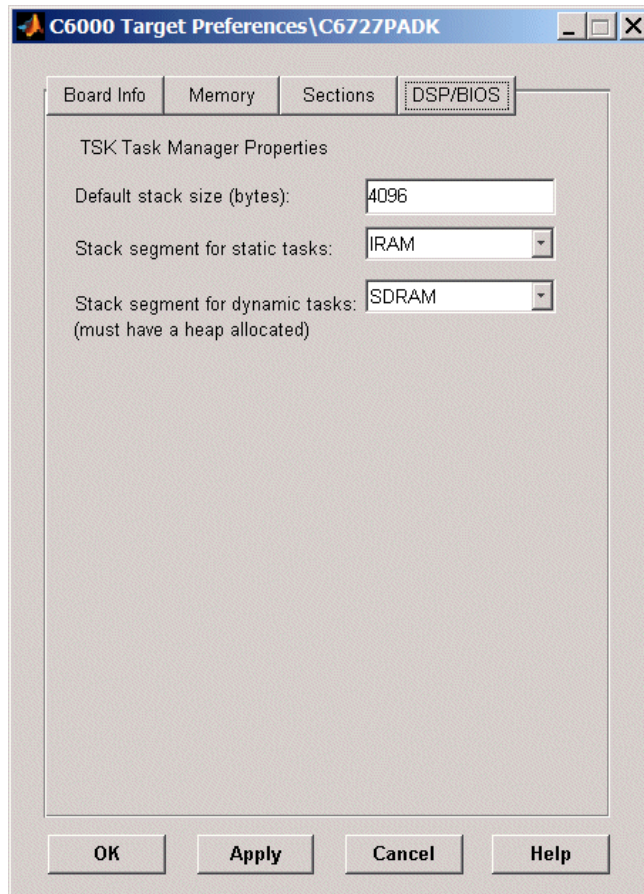 C6000 Target Preferences\C6727PADK
Board Info Memory Sections DSP/BIOS
TSK Task Manager Properties
Default stack size (bytes): 4096
Stack segment for static tasks: IRAM
Stack segment for dynamic tasks: SDRAM
(must have a heap allocated)
OK Apply Cancel Help